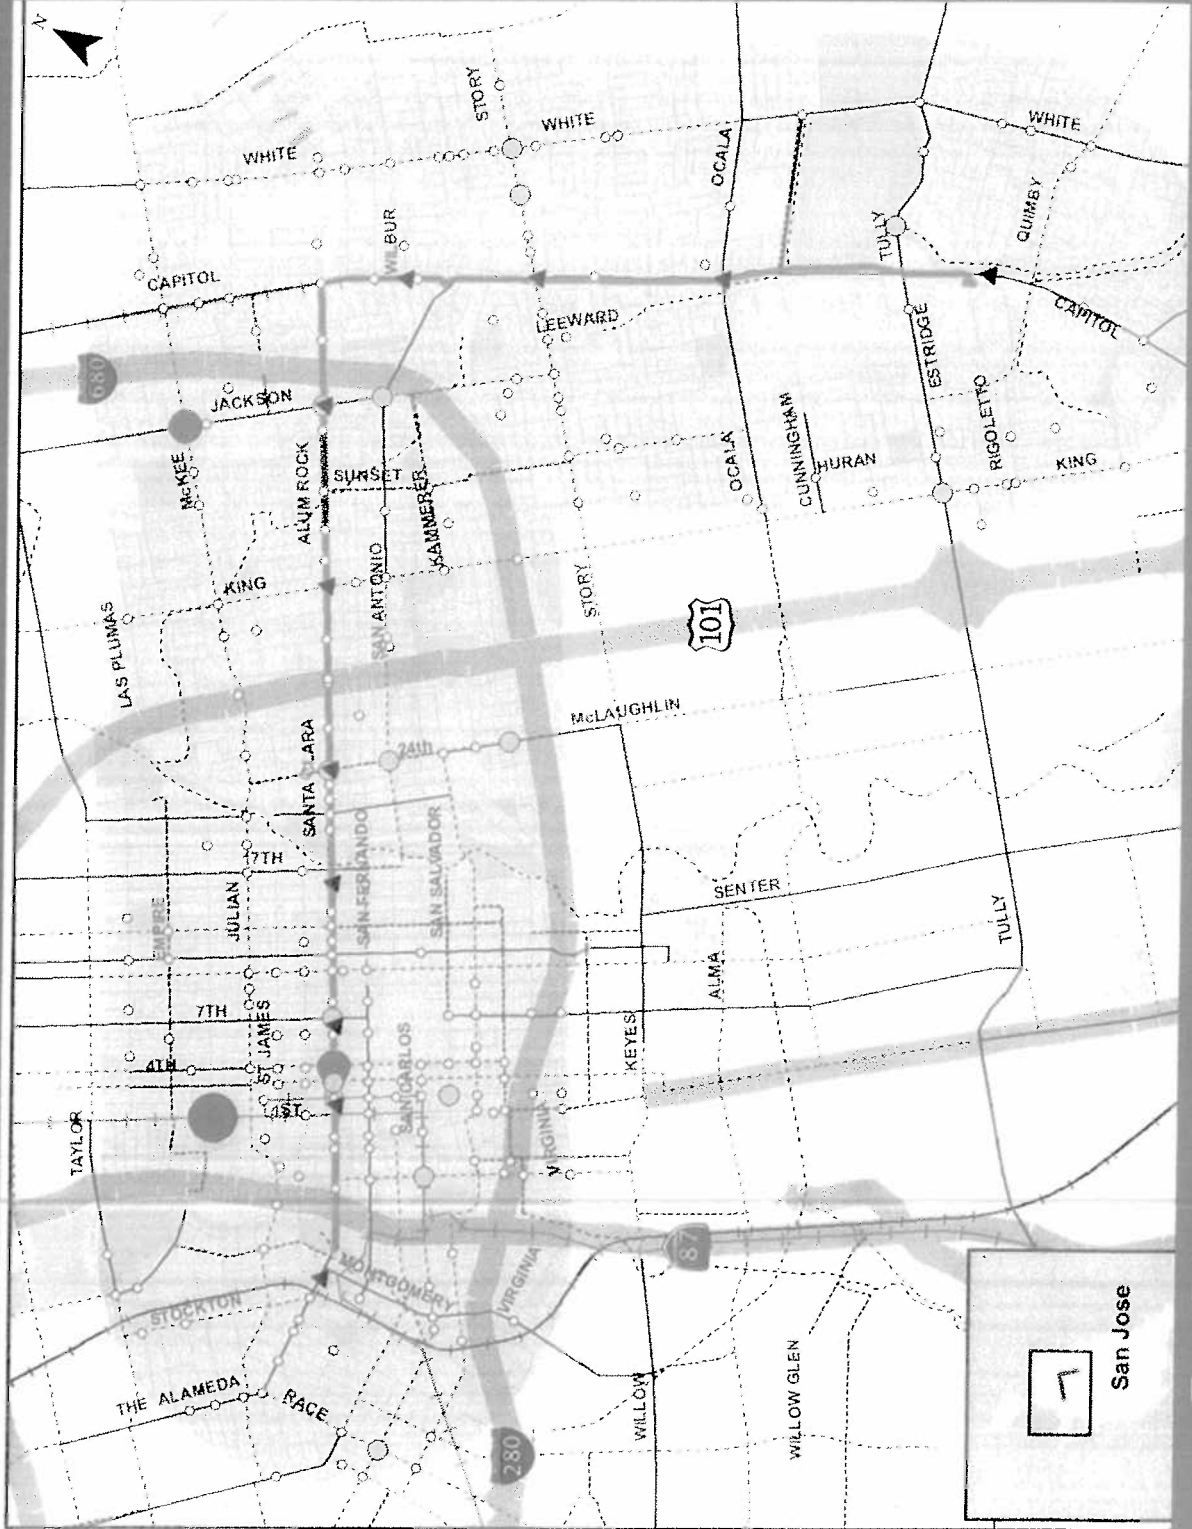 N
STORY
WHITE
WHITE
WHITE
OCALA
WILBUR
TULLY
QUIMBY
CAPITOL
LEEWARD
CAPITOL
680
ESTRIDGE
JACKSON
RIGOLETTO
CUNNINGHAM
McKEE
ALUM ROCK
SUNSET
KAMMERER
OCALA
HURAN
KING
KING
SAN ANTONIO
STORY
LAS PLUMAS
101
McLAUGHLIN
SANTA CLARA
24th
SAN FERNANDO
SAN SALVADOR
17TH
SENTER
EMPIRE
JULIAN
TULLY
ALMA
7TH
ST JAMES
KEYES
4TH
SAN CARLOS
1ST
TAYLOR
VIRGINIA
87
MONTGOMERY
VIRGINIA
STOCKTON
THE ALAMEDA
RACE
WILLOW
WILLOW GLEN
280
San Jose